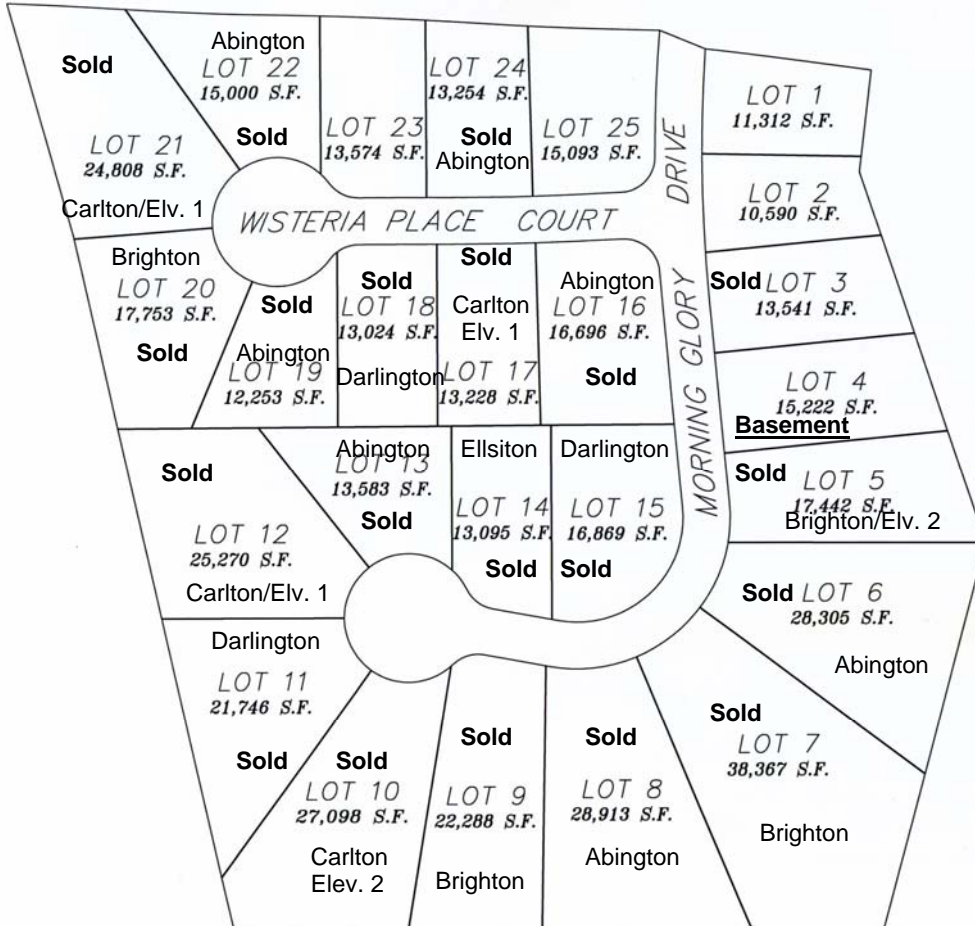 Sold
LOT 21
24,808 S.F.
Carlton/Elv. 1
Abington
LOT 22
15,000 S.F.
Sold
LOT 23
13,574 S.F.
LOT 24
13,254 S.F.
Sold
Abington
LOT 25
15,093 S.F.
LOT 1
11,312 S.F.
LOT 2
10,590 S.F.
WISTERIA PLACE COURT
MORNING GLORY DRIVE
Sold LOT 3
13,541 S.F.
LOT 4
15,222 S.F.
Basement
Brighton
LOT 20
17,753 S.F.
Sold
Sold
Abington
LOT 19
12,253 S.F.
Sold
LOT 18
13,024 S.F.
Darlington
Sold
Carlton
Elv. 1
LOT 17
13,228 S.F.
Abington
LOT 16
16,696 S.F.
Sold
Sold LOT 5
17,442 S.F.
Brighton/Elv. 2
Sold
LOT 12
25,270 S.F.
Carlton/Elv. 1
Abington
LOT 13
13,583 S.F.
Sold
Ellsiton
LOT 14
13,095 S.F.
Sold
Darlington
LOT 15
16,869 S.F.
Sold
Sold LOT 6
28,305 S.F.
Abington
Darlington
LOT 11
21,746 S.F.
Sold
Sold
LOT 10
27,098 S.F.
Carlton
Elev. 2
Sold
LOT 9
22,288 S.F.
Brighton
Sold
LOT 8
28,913 S.F.
Abington
Sold
LOT 7
38,367 S.F.
Brighton